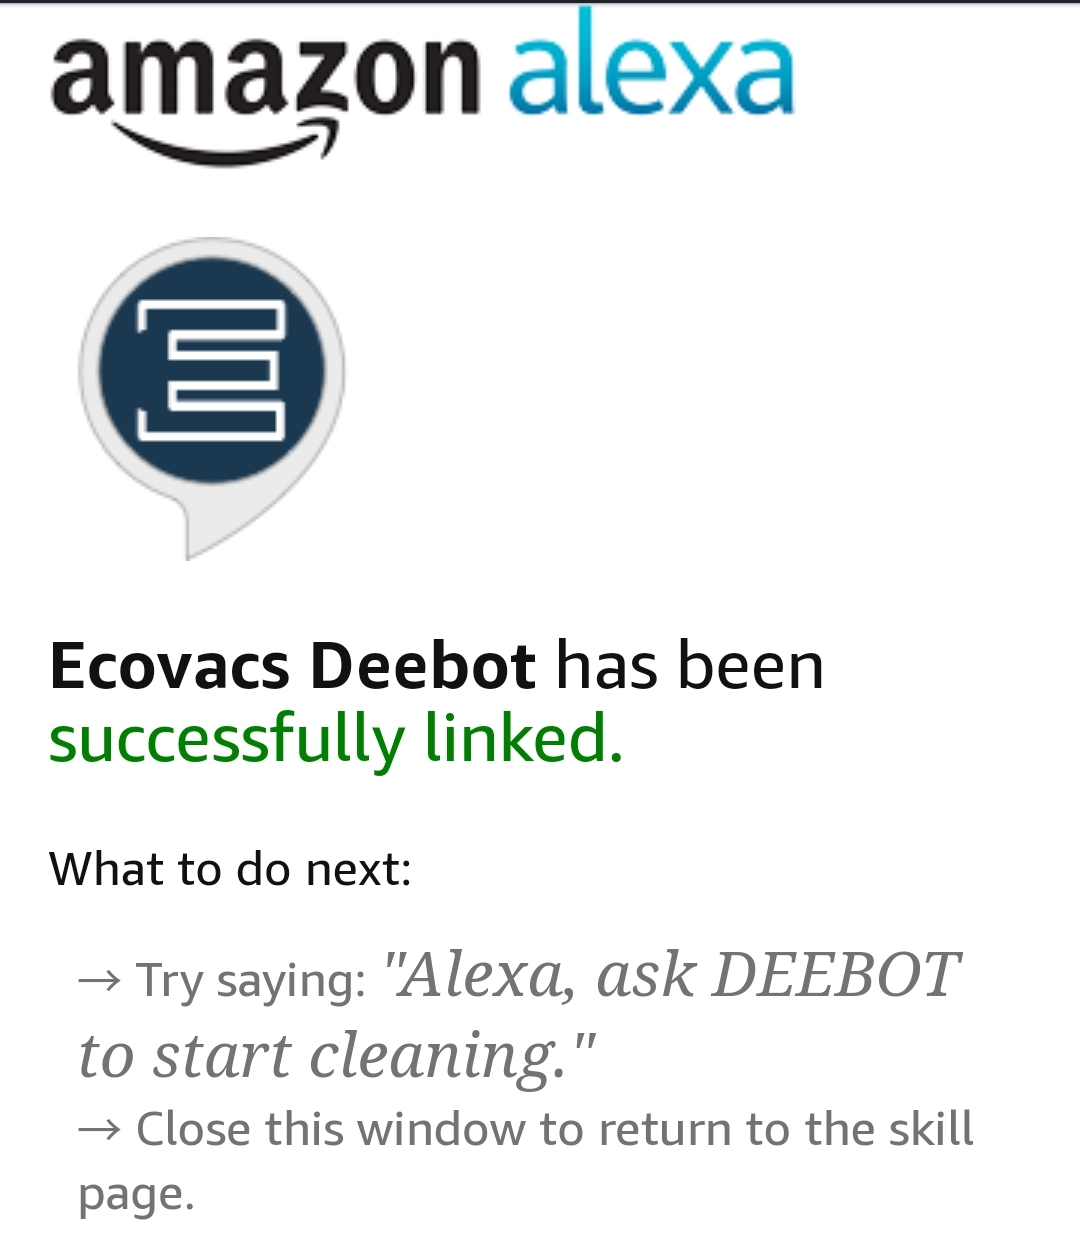 amazon alexa
Ecovacs Deebot has been
successfully linked.
What to do next:
→ Try saying: "Alexa, ask DEEBOT
to start cleaning."
→ Close this window to return to the skill
page.